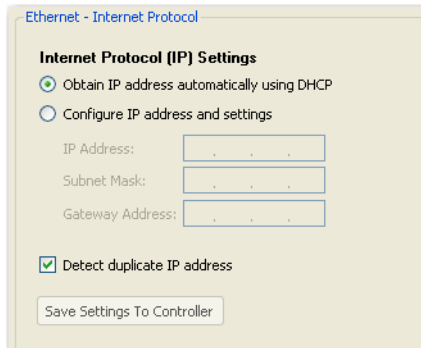 Ethernet - Internet Protocol
Internet Protocol (IP) Settings
Obtain IP address automatically using DHCP
Configure IP address and settings
IP Address:
Subnet Mask:
Gateway Address:
Detect duplicate IP address
Save Settings To Controller